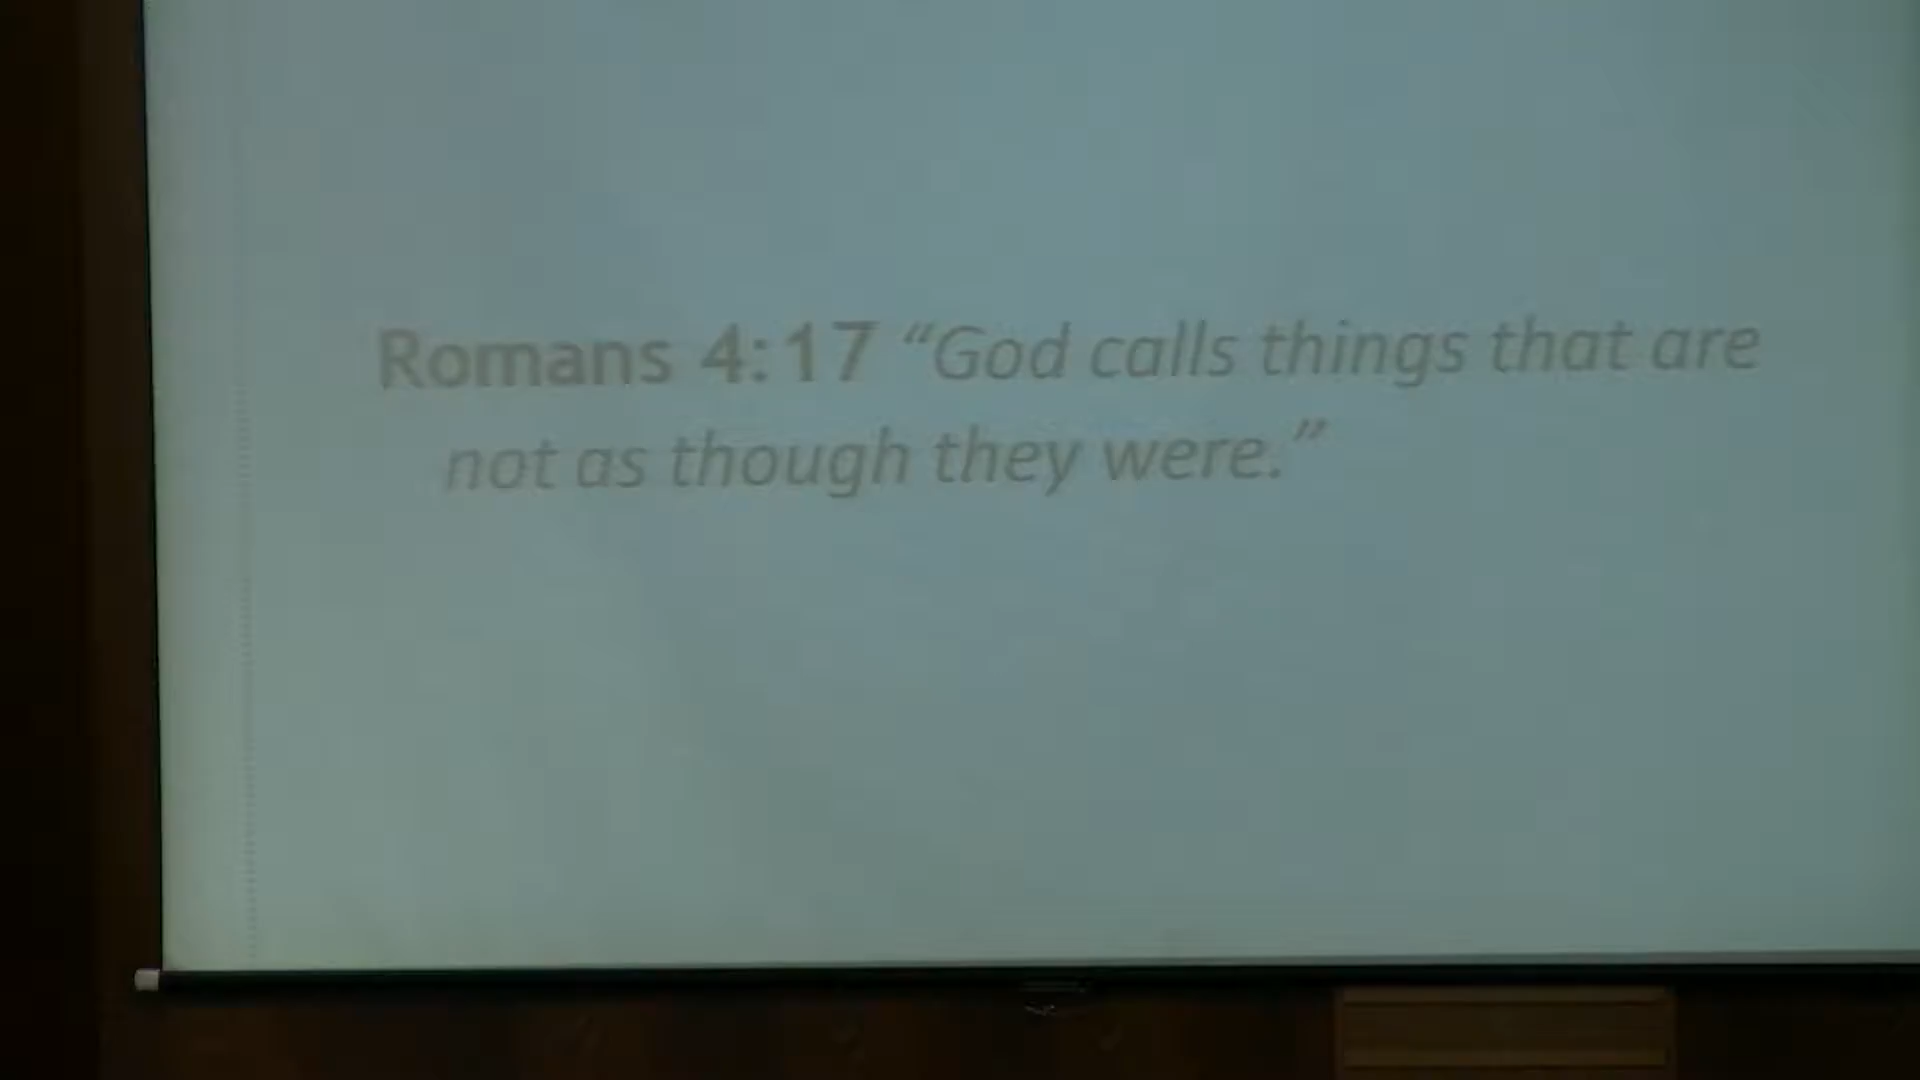 Romans 4:17 “God calls things that are
not as though they were.”